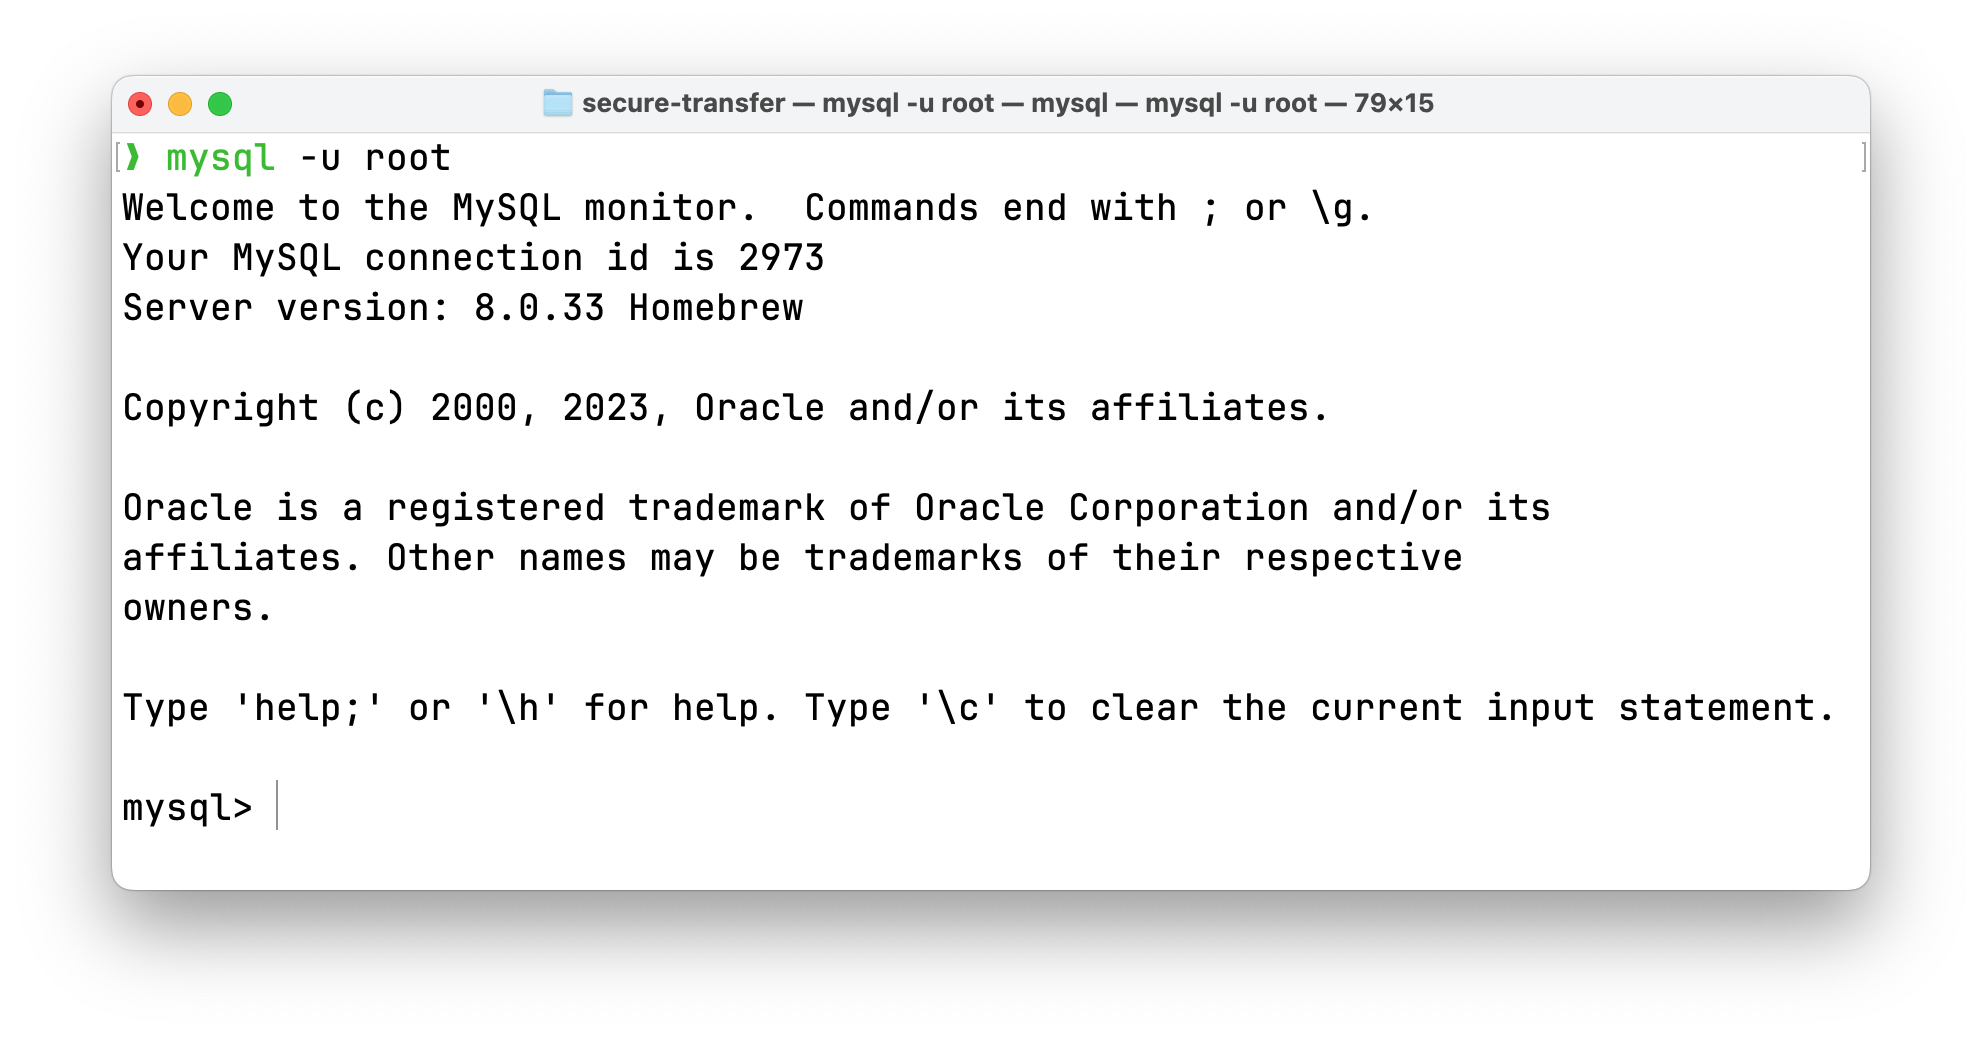 secure-transfer — mysql -u root — mysql — mysql -u root — 79×15
[❯ mysql -u root ]
Welcome to the MySQL monitor.  Commands end with ; or \g.
Your MySQL connection id is 2973
Server version: 8.0.33 Homebrew
Copyright (c) 2000, 2023, Oracle and/or its affiliates.
Oracle is a registered trademark of Oracle Corporation and/or its
affiliates. Other names may be trademarks of their respective
owners.
Type 'help;' or '\h' for help. Type '\c' to clear the current input statement.
mysql>